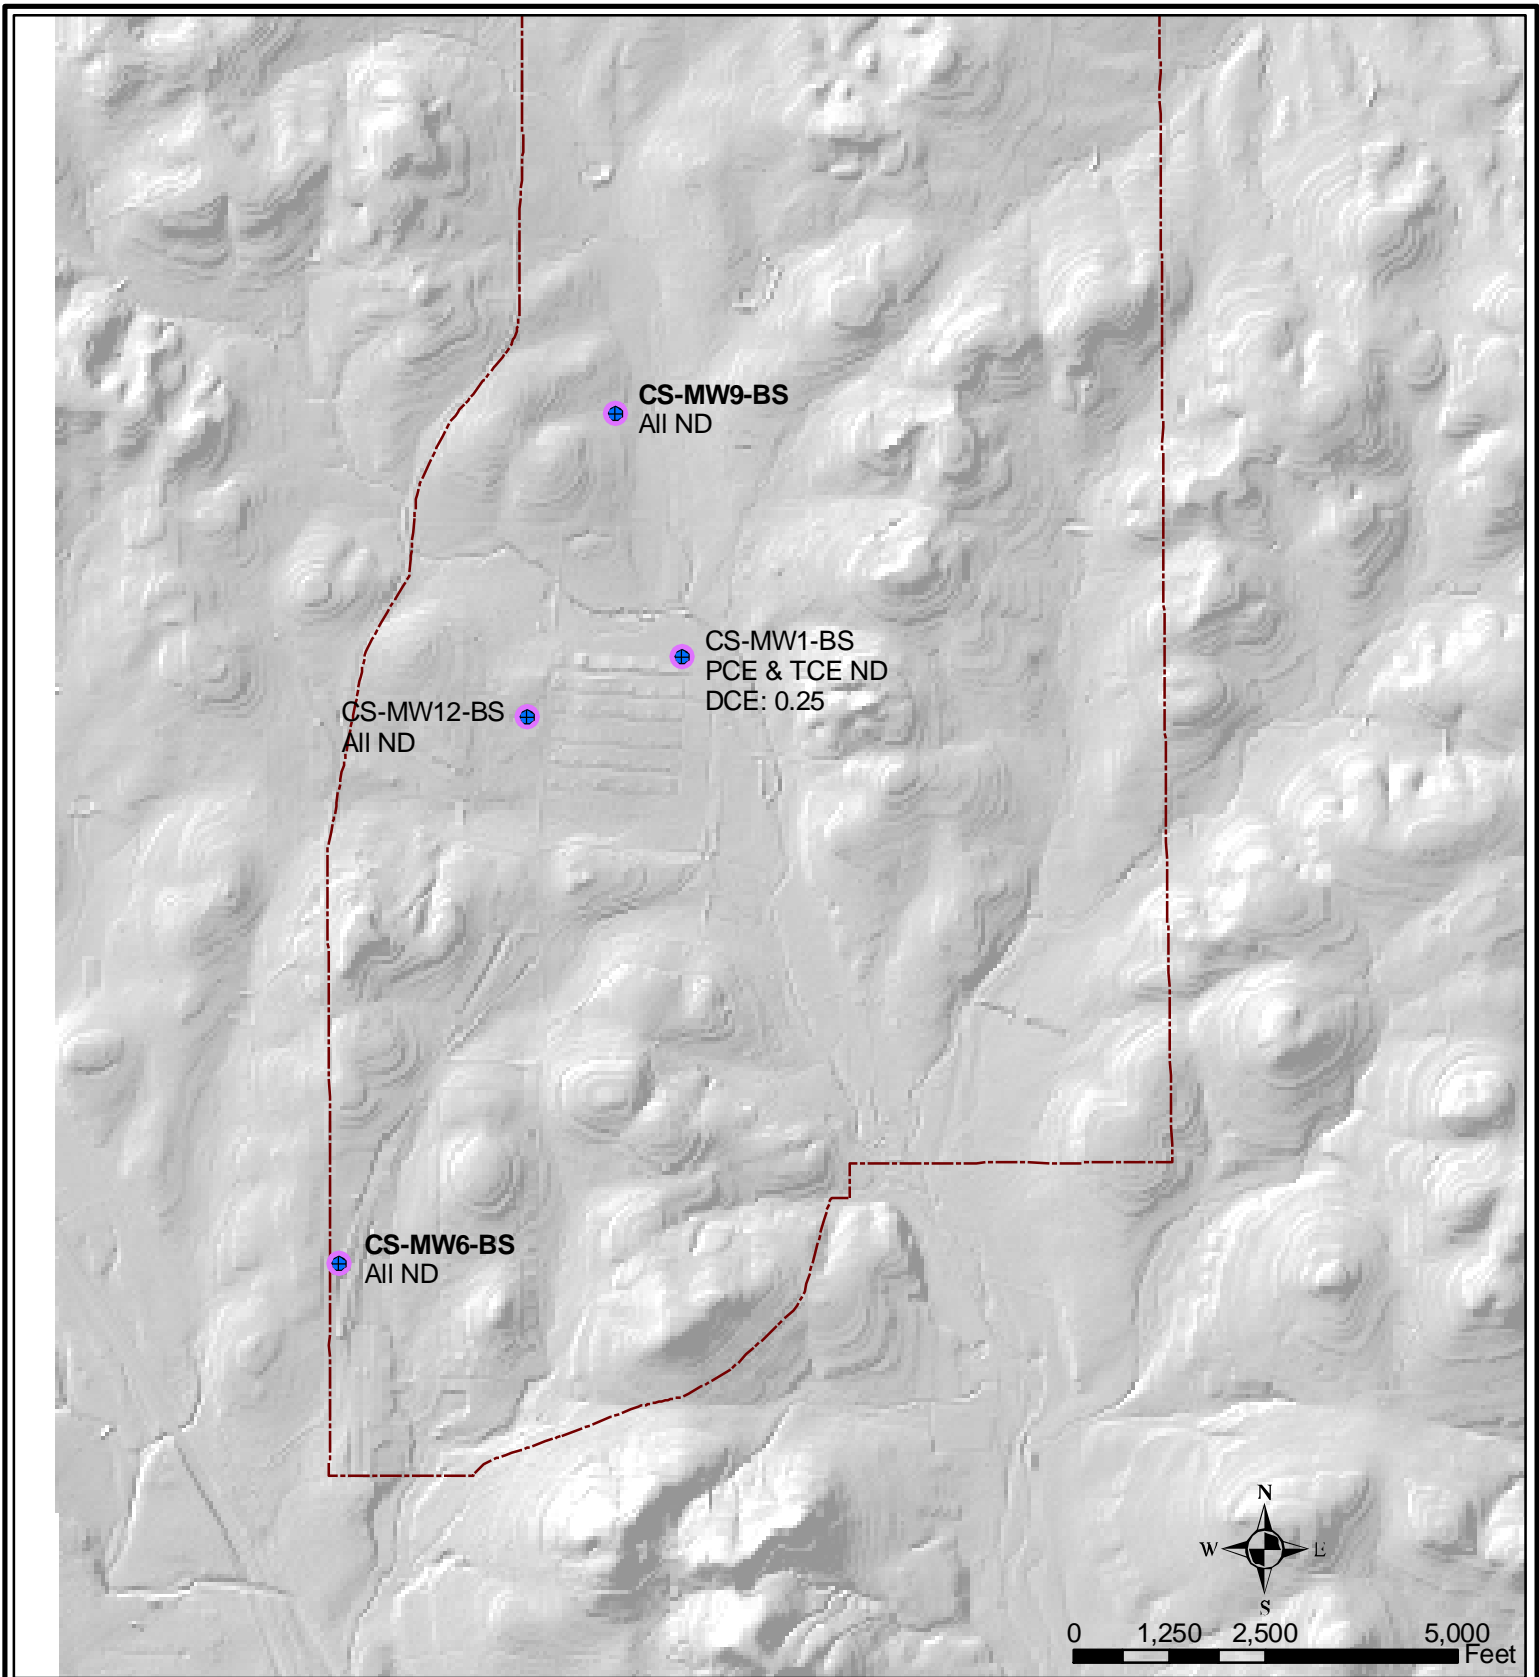 CS-MW9-BS
All ND
CS-MW1-BS
PCE & TCE ND
DCE: 0.25
CS-MW12-BS
All ND
CS-MW6-BS
All ND
N
W E
S
0 1,250 2,500 5,000
Feet